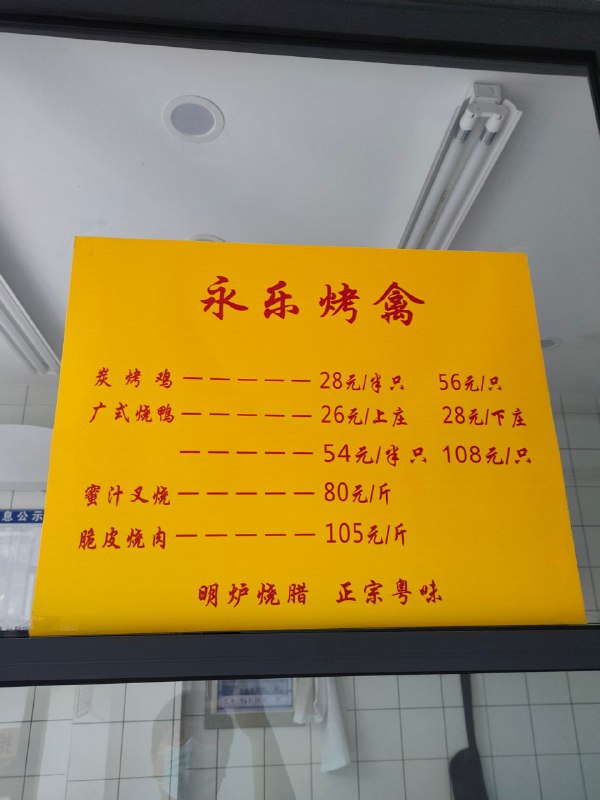 永乐烤禽
炭烤鸡 —————— 28元/半只 56元/只
广式烧鸭 —————— 26元/上庄 28元/下庄
—————— 54元/半只 108元/只
蜜汁叉烧 —————— 80元/斤
脆皮烧肉 —————— 105元/斤
明炉烧腊 正宗粤味
息公示